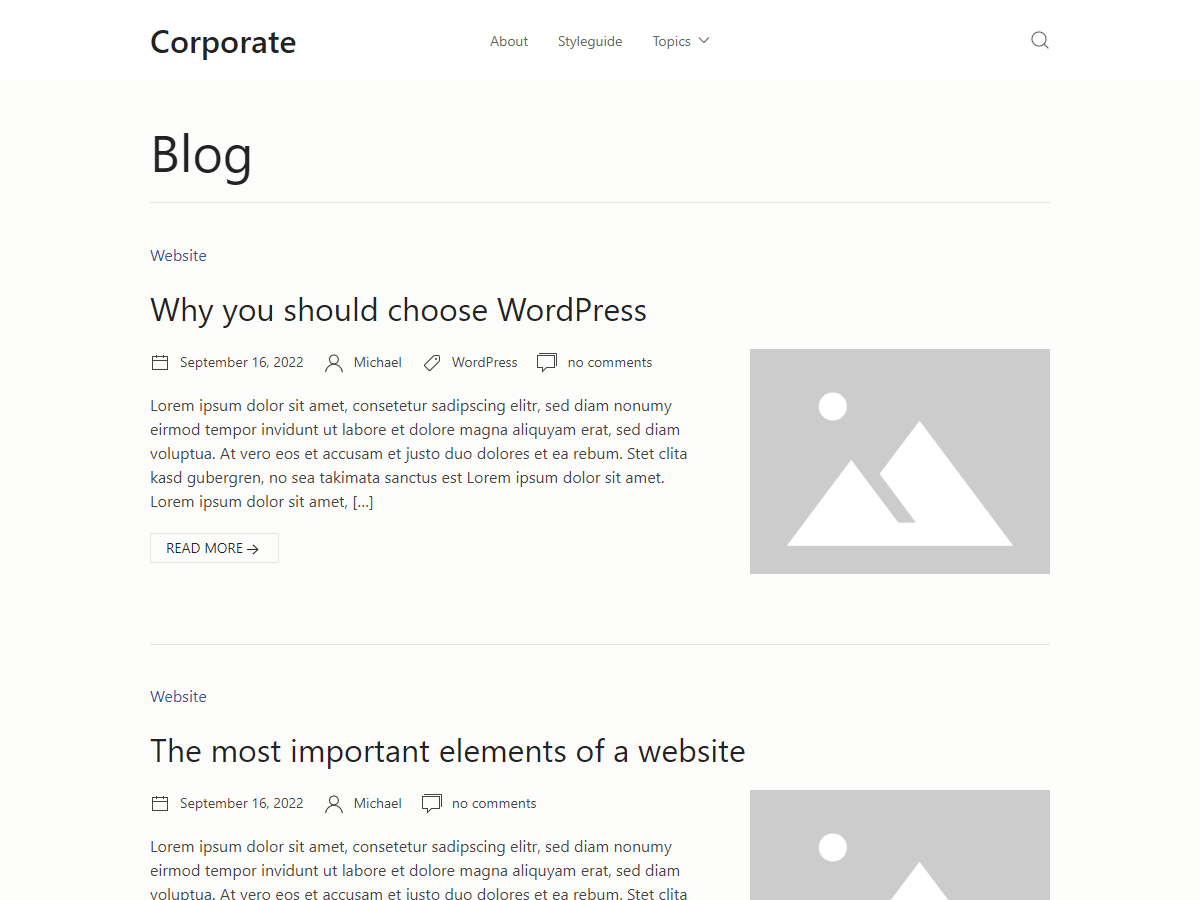 Corporate
About Styleguide Topics
Blog
Website
Why you should choose WordPress
September 16, 2022 Michael WordPress no comments
Lorem ipsum dolor sit amet, consetetur sadipscing elitr, sed diam nonumy
eirmod tempor invidunt ut labore et dolore magna aliquyam erat, sed diam
voluptua. At vero eos et accusam et justo duo dolores et ea rebum. Stet clita
kasd gubergren, no sea takimata sanctus est Lorem ipsum dolor sit amet.
Lorem ipsum dolor sit amet, [...]
READ MORE
Website
The most important elements of a website
September 16, 2022 Michael no comments
Lorem ipsum dolor sit amet, consetetur sadipscing elitr, sed diam nonumy
eirmod tempor invidunt ut labore et dolore magna aliquyam erat, sed diam
voluptua. At vero eos et accusam et justo duo dolores et ea rebum. Stet clita